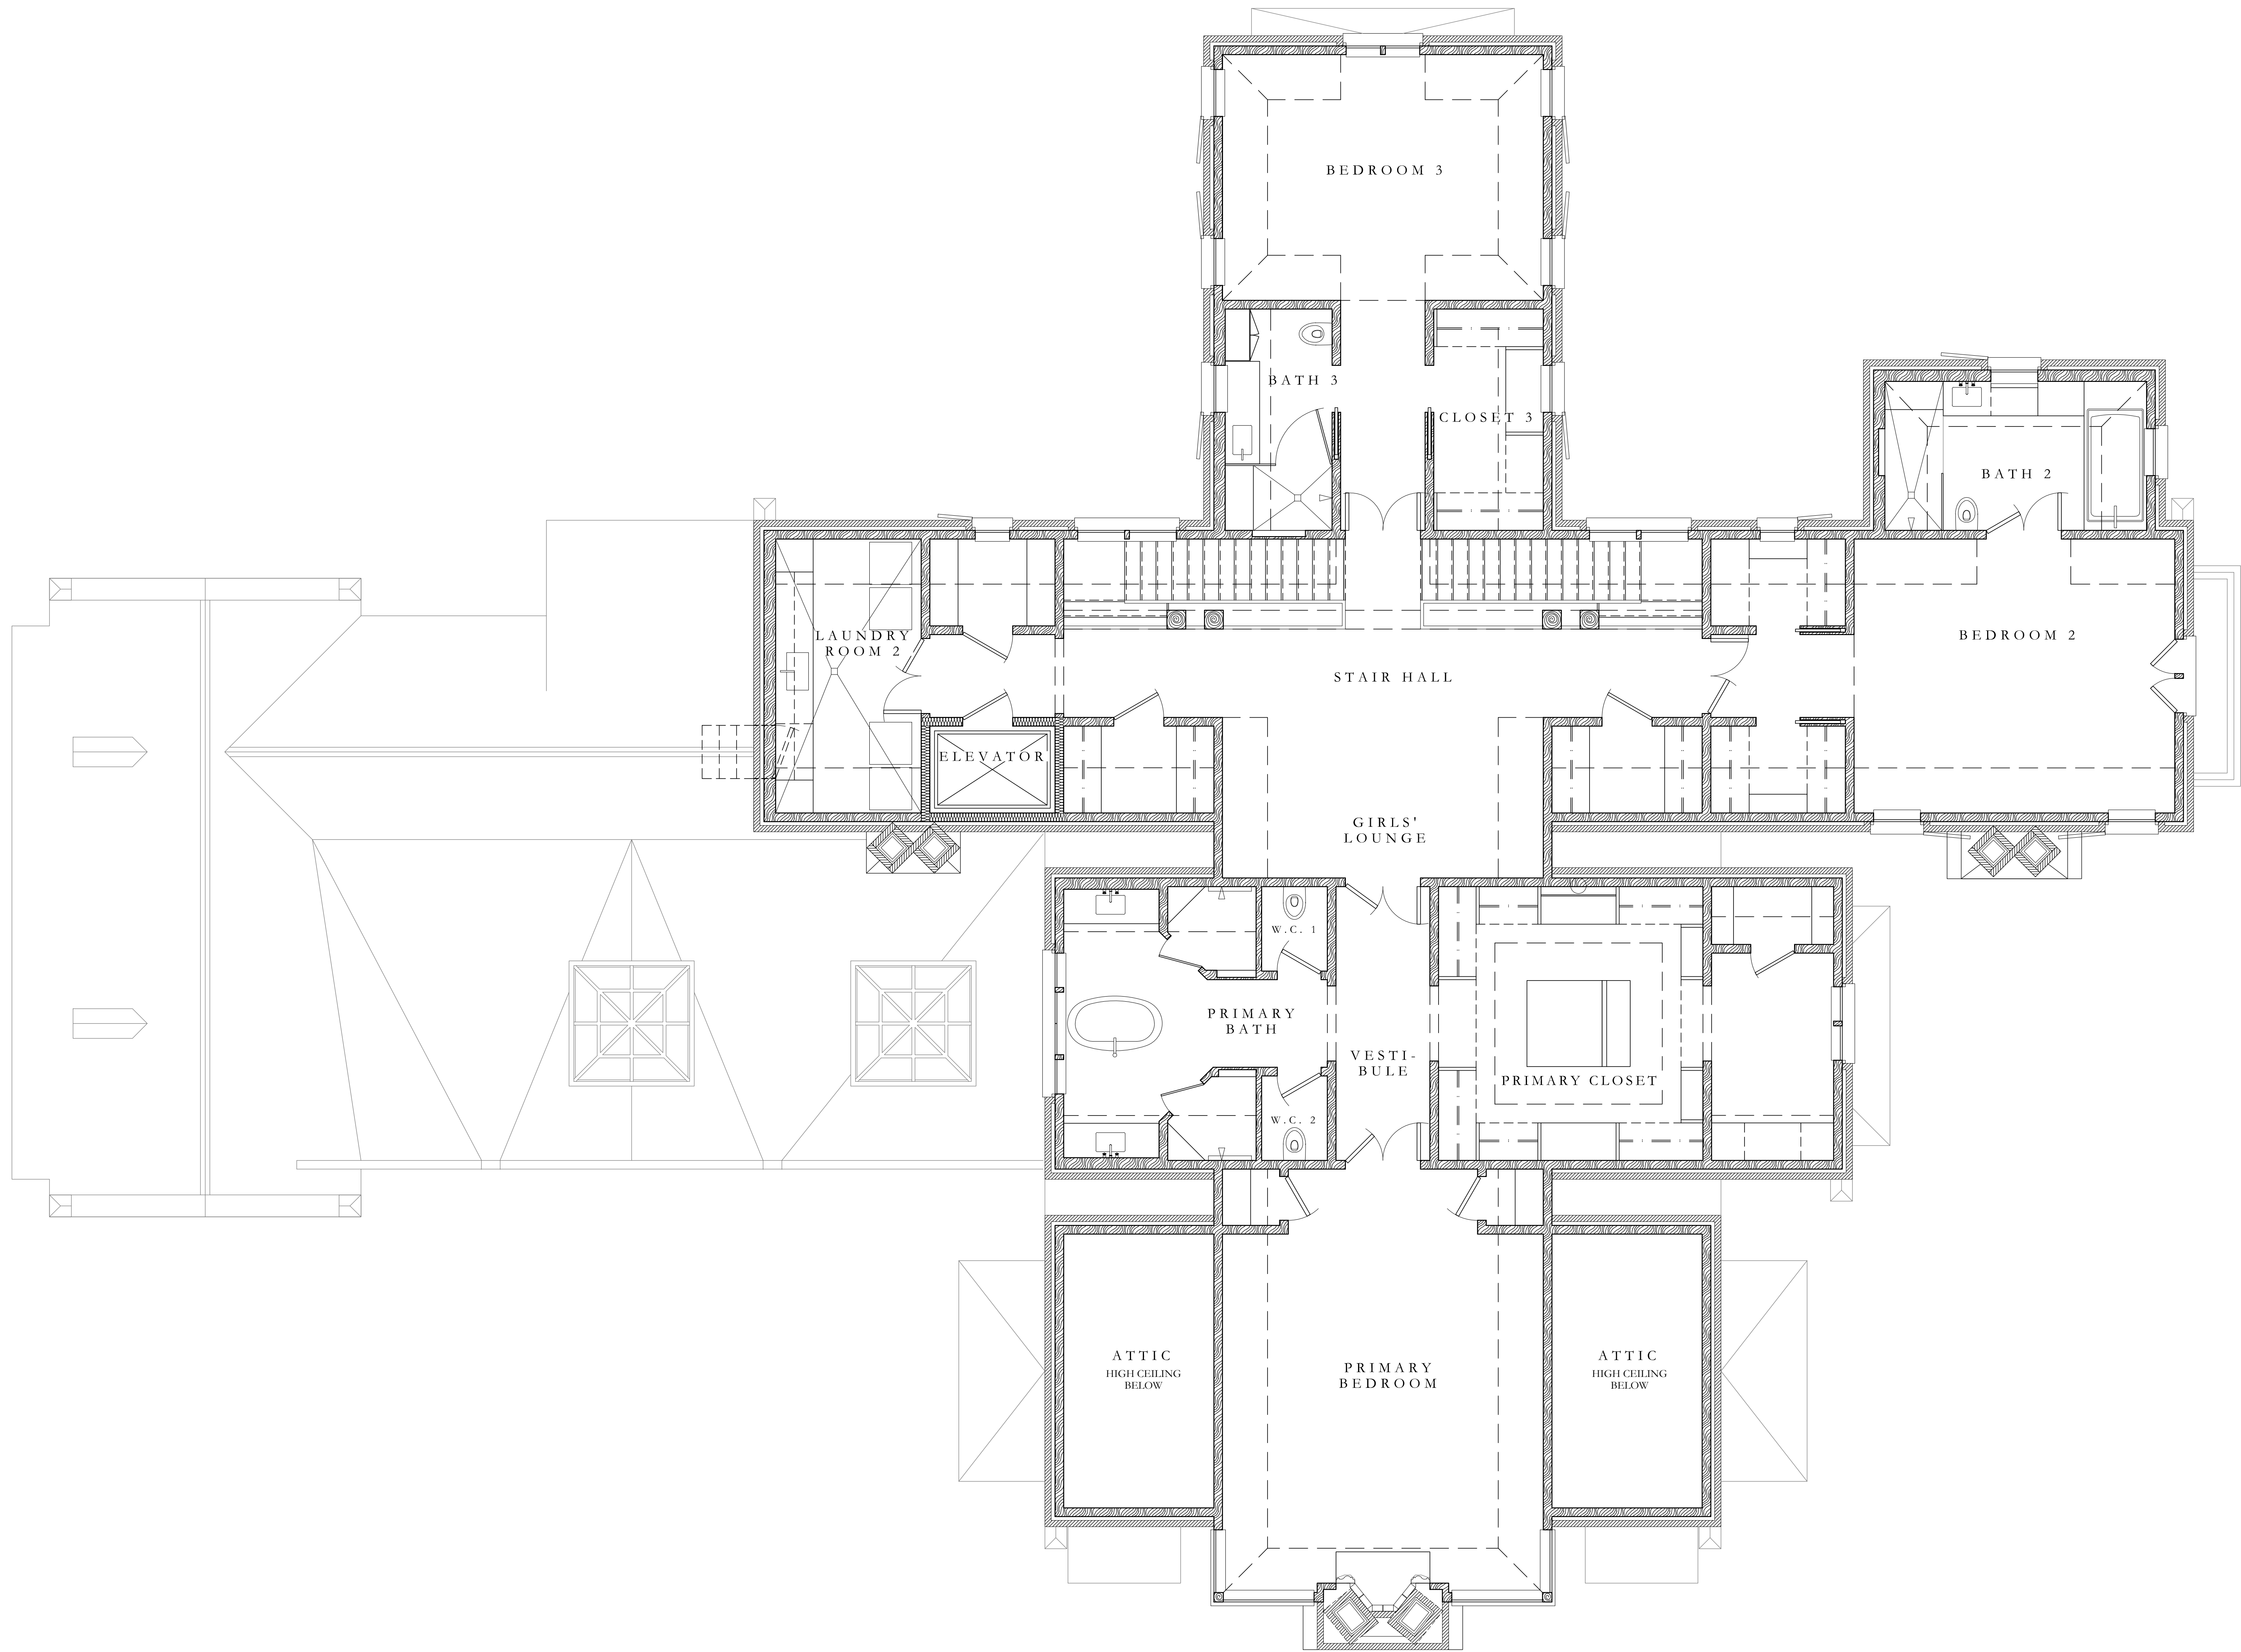 BEDROOM 3
BATH 3
CLOSET 3
BATH 2
LAUNDRY
ROOM 2
BEDROOM 2
STAIR HALL
ELEVATOR
GIRLS'
LOUNGE
W.C. 1
PRIMARY
BATH
VESTI-
BULE
PRIMARY CLOSET
W.C. 2
ATTIC
HIGH CEILING
BELOW
PRIMARY
BEDROOM
ATTIC
HIGH CEILING
BELOW